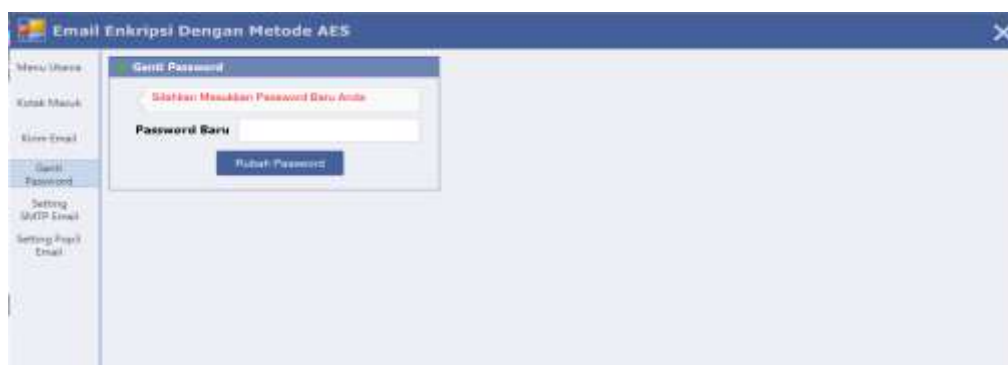 Email Enkripsi Dengan Metode AES
Menu Utama
Kotak Masuk
Kirim Email
Ganti
Password
Setting
SMTP Email
Setting Pop3
Email
Ganti Password
Silahkan Masukkan Password Baru Anda
Password Baru
Rubah Password